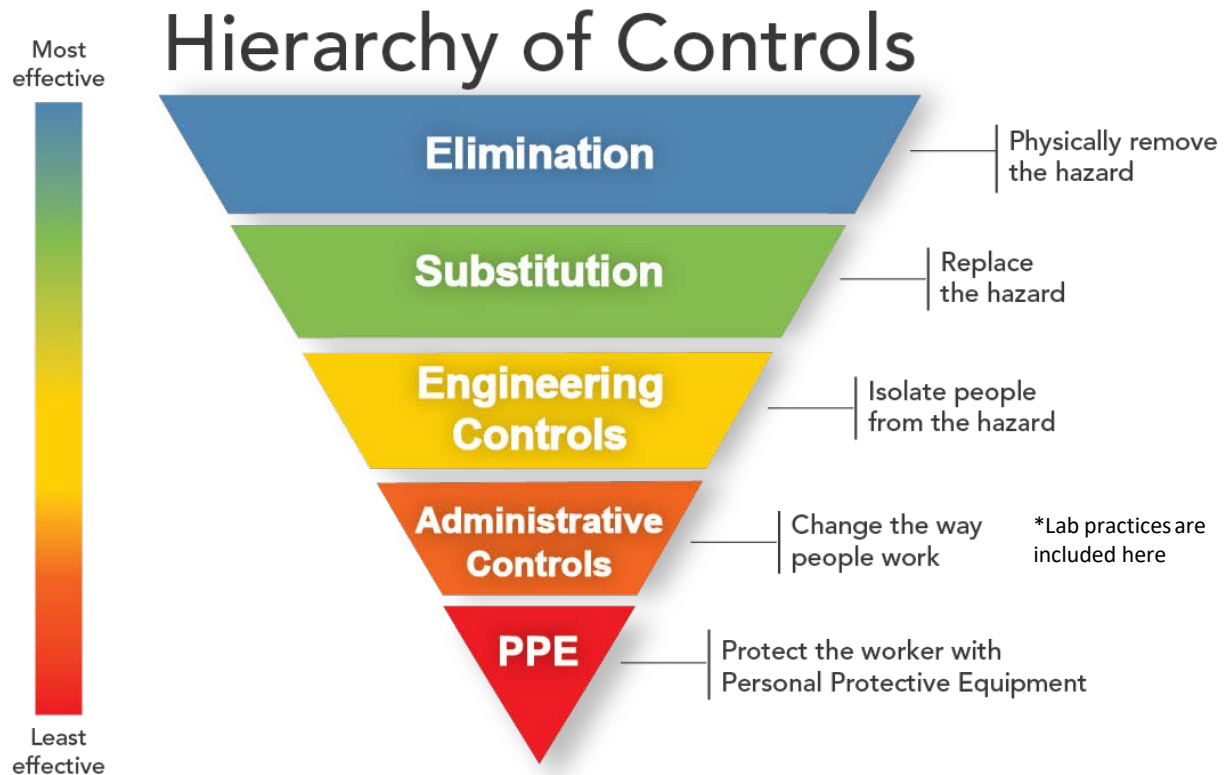 Hierarchy of Controls
Most
effective
Elimination
Physically remove
the hazard
Substitution
Replace
the hazard
Engineering
Controls
Isolate people
from the hazard
Administrative
Controls
Change the way
people work
*Lab practices are
included here
PPE
Protect the worker with
Personal Protective Equipment
Least
effective